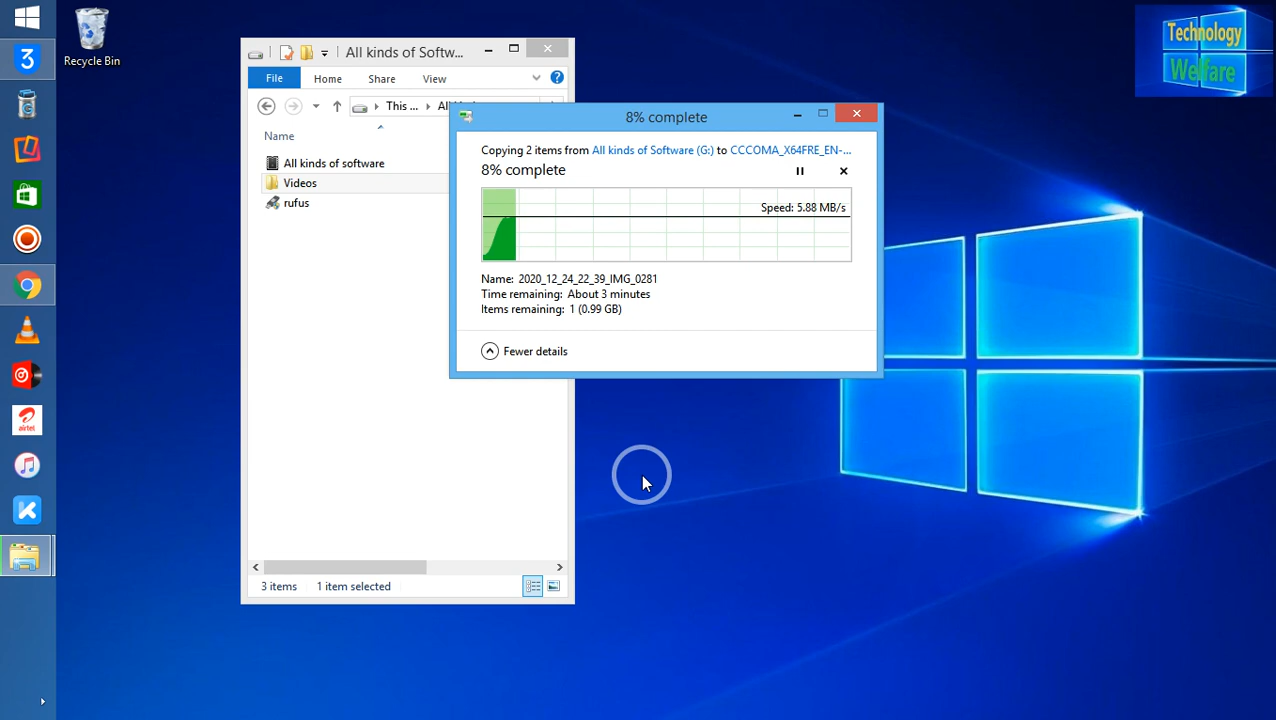 Recycle Bin
Technology
Welfare
All kinds of Softw...
File
Home
Share
View
This ...
Name
All kinds of software
Videos
rufus
3 items
1 item selected
8% complete
Copying 2 items from All kinds of Software (G:) to CCCOMA_X64FRE_EN-...
8% complete
Speed: 5.88 MB/s
Name: 2020_12_24_22_39_IMG_0281
Time remaining: About 3 minutes
Items remaining: 1 (0.99 GB)
Fewer details
3
airtel
K